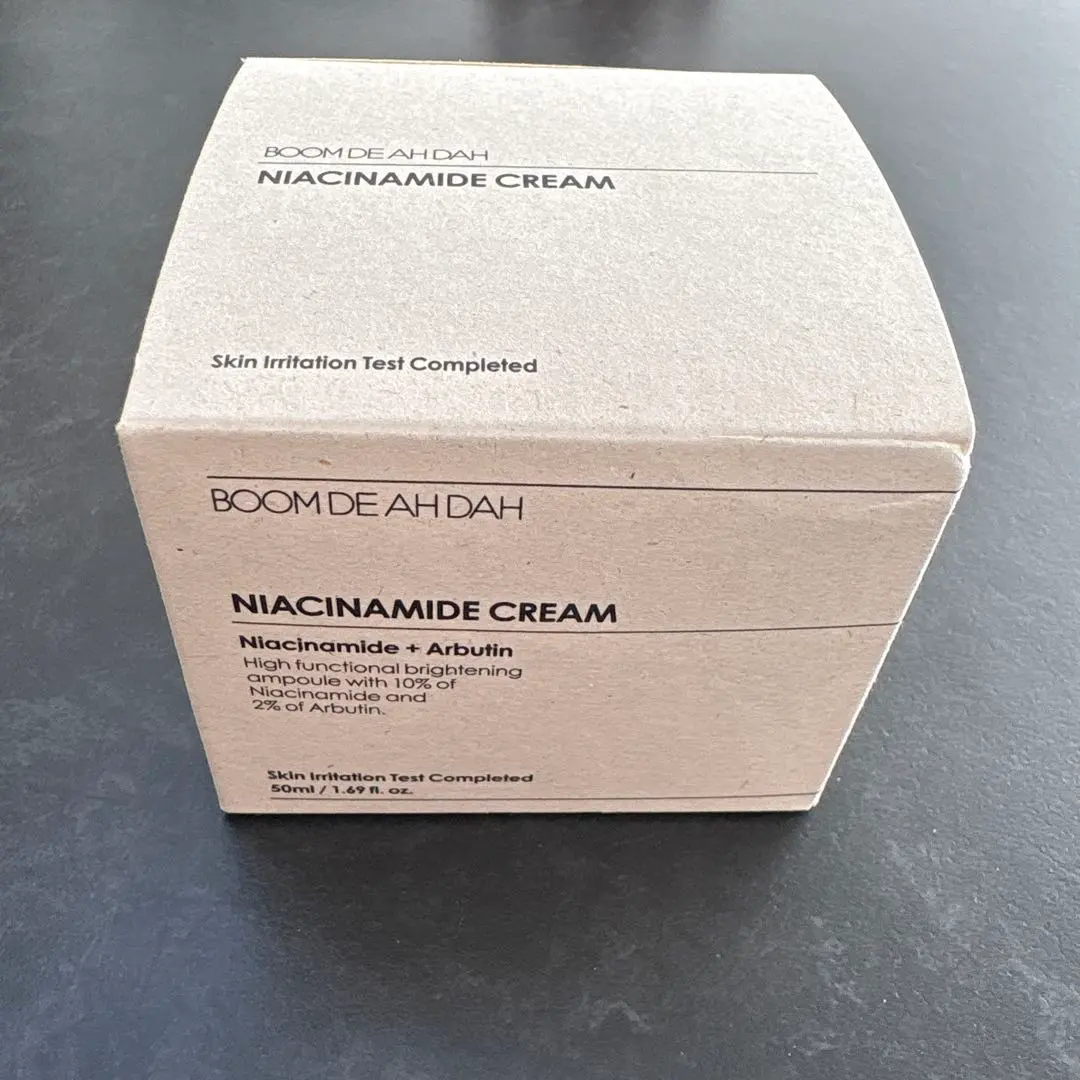 BOOM DE AH DAH
NIACINAMIDE CREAM
Skin Irritation Test Completed
BOOM DE AH DAH
NIACINAMIDE CREAM
Niacinamide + Arbutin
High functional brightening
ampoule with 10% of
Niacinamide and
2% of Arbutin.
Skin Irritation Test Completed
50ml / 1.69 fl. oz.